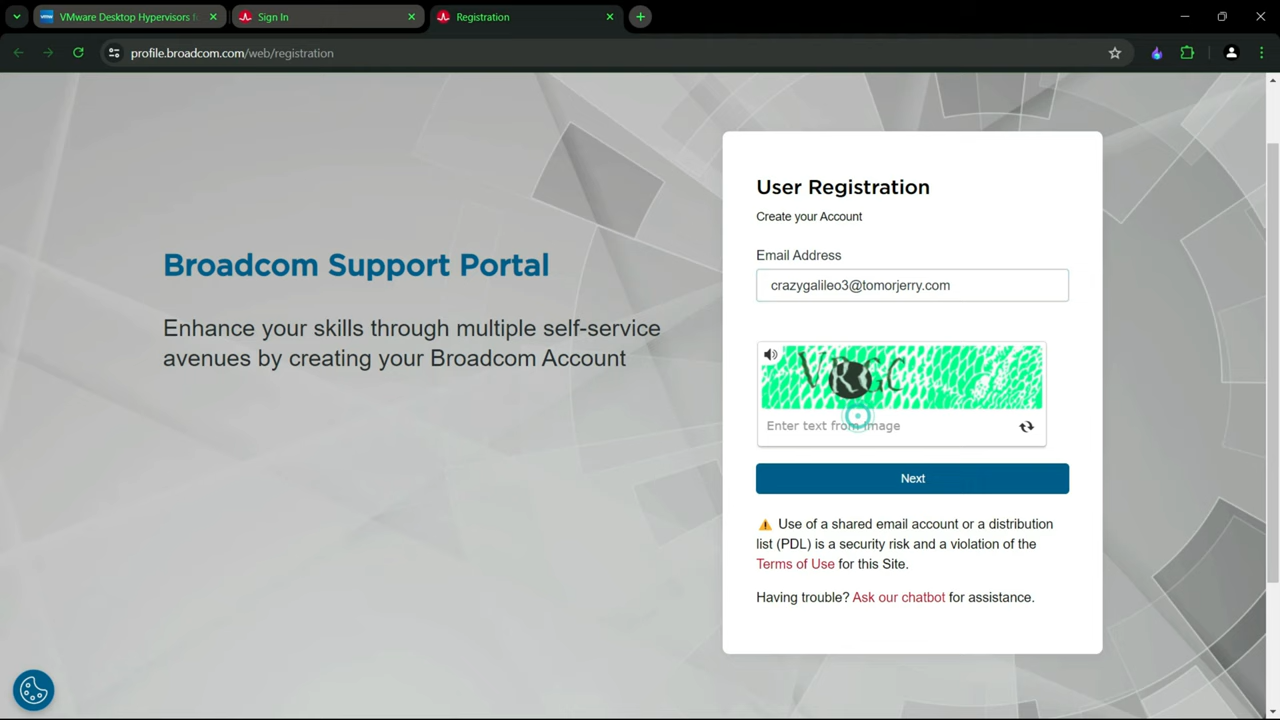 VMware Desktop Hypervisors fo
Sign In
Registration
profile.broadcom.com/web/registration
Broadcom Support Portal
Enhance your skills through multiple self-service
avenues by creating your Broadcom Account
User Registration
Create your Account
Email Address
crazygalileo3@tomorjerry.com
Enter text from image
Next
⚠ Use of a shared email account or a distribution
list (PDL) is a security risk and a violation of the
Terms of Use for this Site.
Having trouble? Ask our chatbot for assistance.